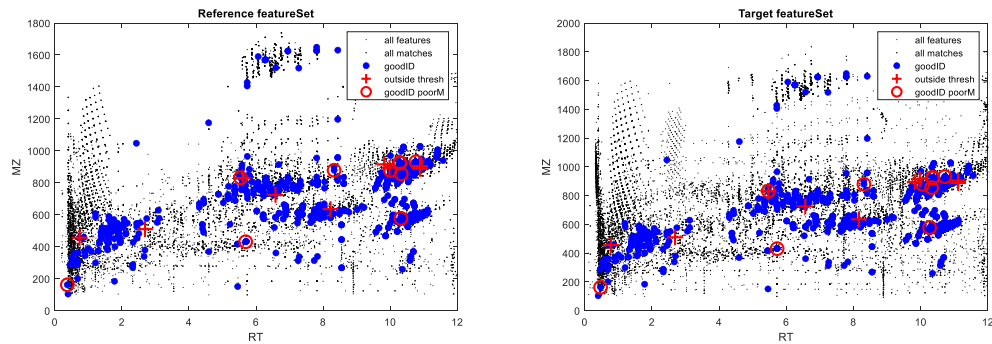 Reference featureSet
1800
1600
1400
1200
1000
800
600
400
200
0
MZ
0 2 4 6 8 10 12
RT
all features
all matches
goodID
outside thresh
goodID poorM
Target featureSet
2000
1800
1600
1400
1200
1000
800
600
400
200
0
MZ
0 2 4 6 8 10 12
RT
all features
all matches
goodID
outside thresh
goodID poorM